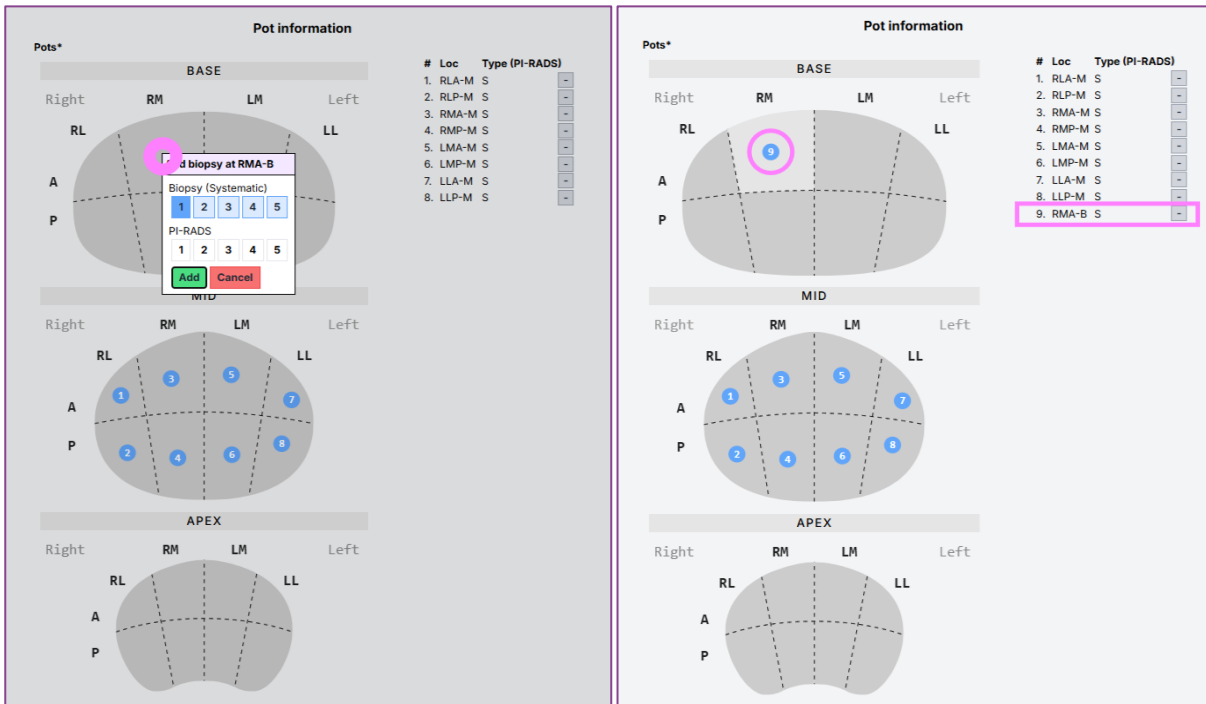 Pot information
Pots*
# Loc Type (PI-RADS)
BASE
1. RLA-M S -
2. RLP-M S -
3. RMA-M S -
4. RMP-M S -
5. LMA-M S -
6. LMP-M S -
7. LLA-M S -
8. LLP-M S -
Right RM LM Left
RL LL
A
P
biopsy at RMA-B
Biopsy (Systematic)
1 2 3 4 5
PI-RADS
1 2 3 4 5
Add Cancel
MID
Right RM LM Left
RL LL
A
P
3 5
1 7
2 4 6 8
APEX
Right RM LM Left
RL LL
A
P
Pot information
Pots*
# Loc Type (PI-RADS)
BASE
1. RLA-M S -
2. RLP-M S -
3. RMA-M S -
4. RMP-M S -
5. LMA-M S -
6. LMP-M S -
7. LLA-M S -
8. LLP-M S -
9. RMA-B S -
Right RM LM Left
RL LL
9
A
P
MID
Right RM LM Left
RL LL
A
P
3 5
1 7
2 4 6 8
APEX
Right RM LM Left
RL LL
A
P